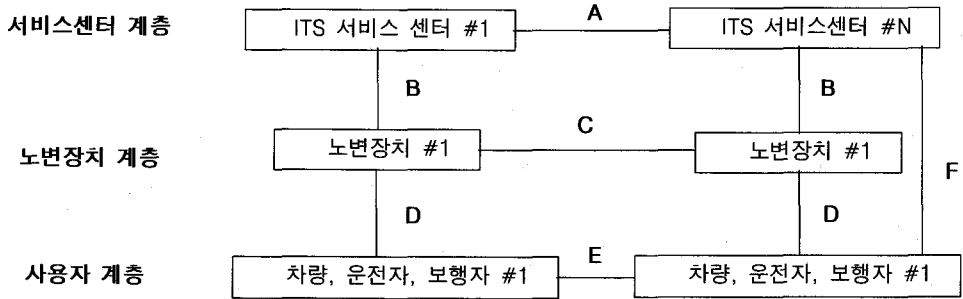 서비스센터 계층
ITS 서비스 센터 #1
A
ITS 서비스센터 #N
B
B
C
노변장치 계층
노변장치 #1
노변장치 #1
F
D
D
사용자 계층
차량, 운전자, 보행자 #1
E
차량, 운전자, 보행자 #1